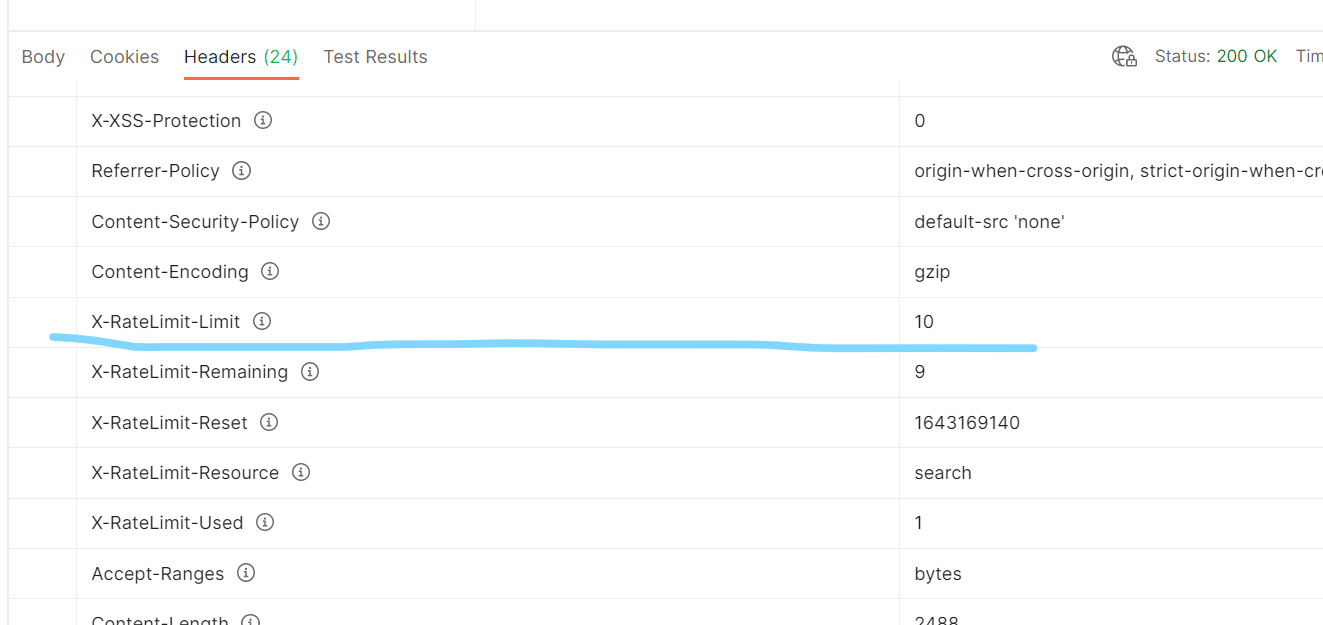 Body Cookies Headers (24) Test Results Status: 200 OK
X-XSS-Protection 0
Referrer-Policy origin-when-cross-origin, strict-origin-when-cr
Content-Security-Policy default-src 'none'
Content-Encoding gzip
X-RateLimit-Limit 10
X-RateLimit-Remaining 9
X-RateLimit-Reset 1643169140
X-RateLimit-Resource search
X-RateLimit-Used 1
Accept-Ranges bytes
Content-Length 2488